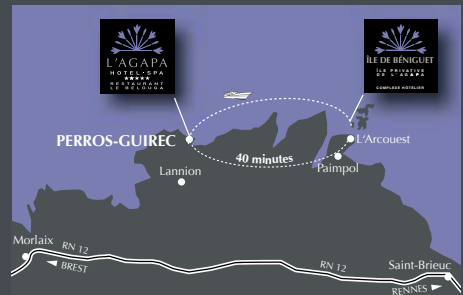 L'AGAPA
HOTEL·SPA
★★★★★
RESTAURANT
LE BELOUGA
ÎLE DE BÉNIGUET
ÎLE PRIVATIVE
DE L'AGAPA
COMPLEXE HÔTELIER
PERROS-GUIREC
L'Arcouest
40 minutes
Paimpol
Lannion
Morlaix
RN 12
BREST
RN 12
Saint-Brieuc
RENNES